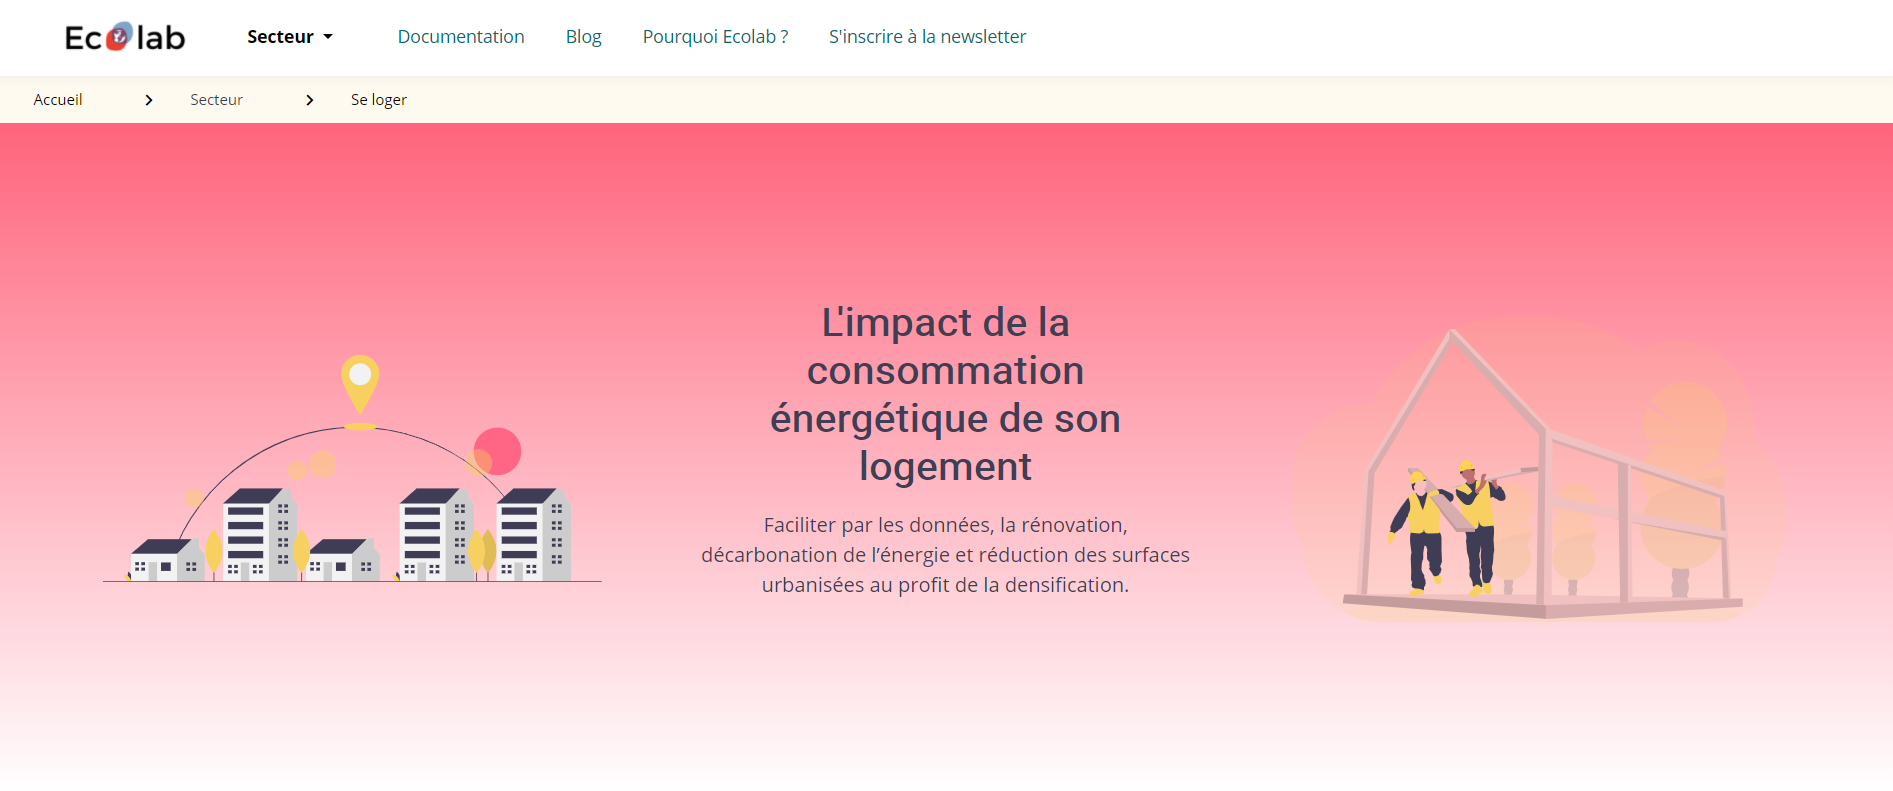 Ecolab
Secteur
Documentation
Blog
Pourquoi Ecolab ?
S'inscrire à la newsletter
Accueil
Secteur
Se loger
L'impact de la
consommation
énergétique de son
logement
Faciliter par les données, la rénovation,
décarbonation de l’énergie et réduction des surfaces
urbanisées au profit de la densification.